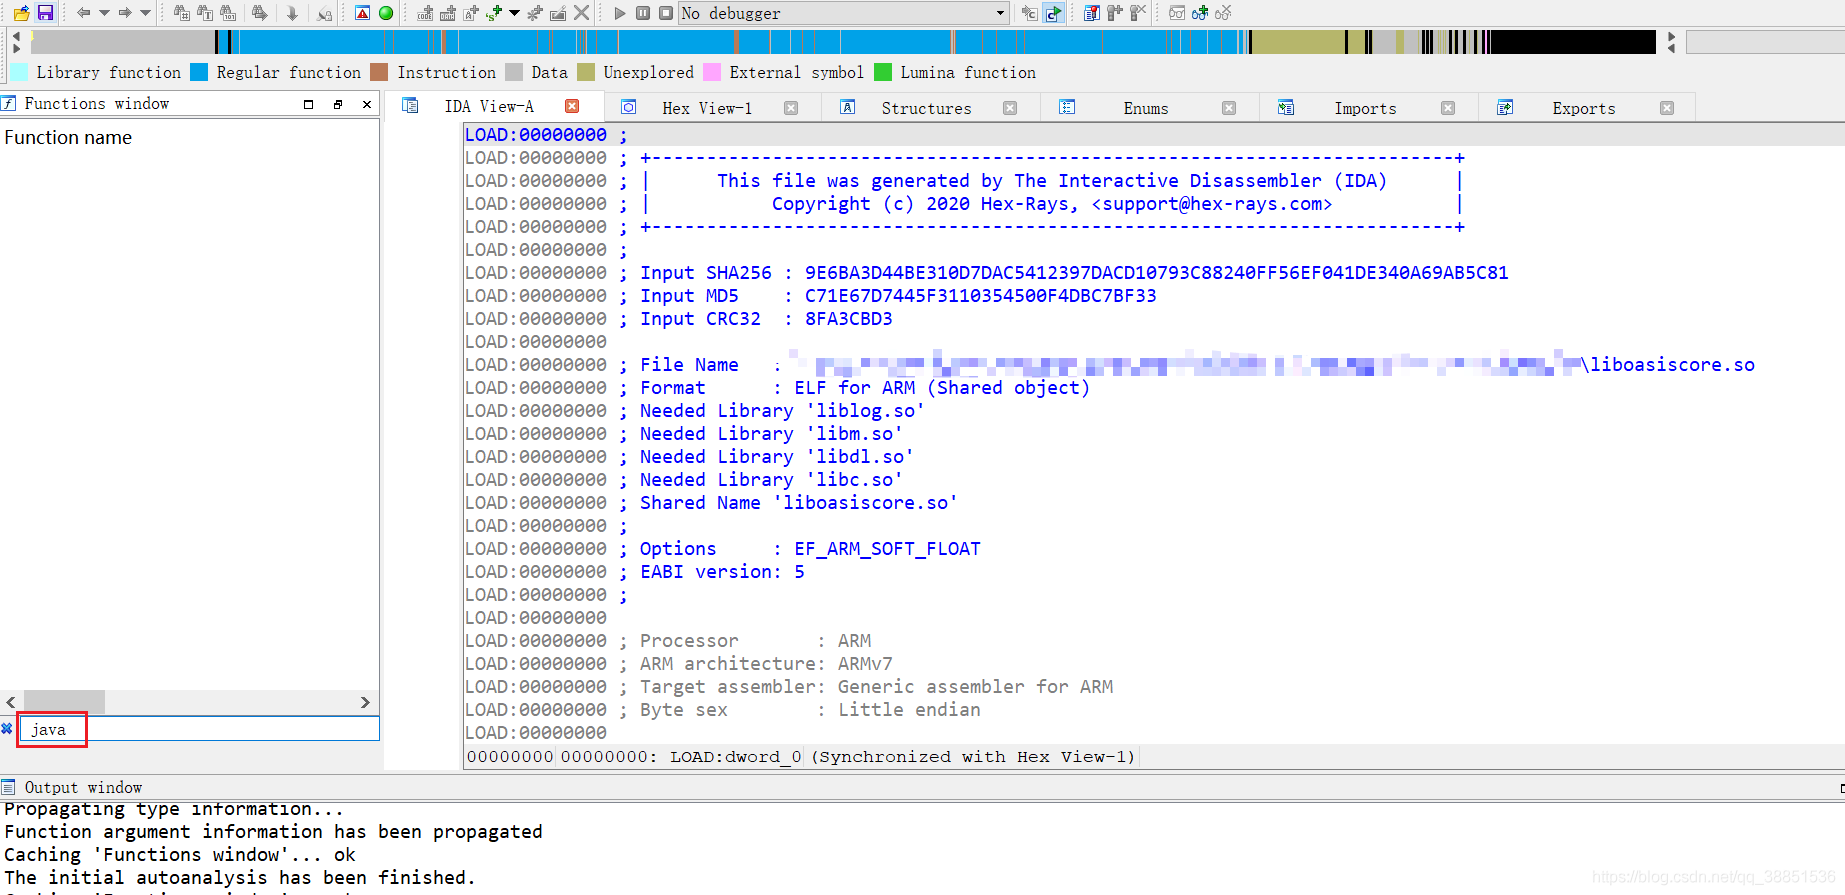 No debugger
Library function Regular function Instruction Data Unexplored External symbol Lumina function
Functions window
IDA View-A Hex View-1 Structures Enums Imports Exports
Function name
LOAD:00000000 ;
LOAD:00000000 ; +-------------------------------------------------------------------------+
LOAD:00000000 ; |      This file was generated by The Interactive Disassembler (IDA)      |
LOAD:00000000 ; |           Copyright (c) 2020 Hex-Rays, <support@hex-rays.com>           |
LOAD:00000000 ; +-------------------------------------------------------------------------+
LOAD:00000000 ;
LOAD:00000000 ; Input SHA256 : 9E6BA3D44BE310D7DAC5412397DACD10793C88240FF56EF041DE340A69AB5C81
LOAD:00000000 ; Input MD5    : C71E67D7445F3110354500F4DBC7BF33
LOAD:00000000 ; Input CRC32  : 8FA3CBD3
LOAD:00000000
LOAD:00000000 ; File Name   : \liboasiscore.so
LOAD:00000000 ; Format      : ELF for ARM (Shared object)
LOAD:00000000 ; Needed Library 'liblog.so'
LOAD:00000000 ; Needed Library 'libm.so'
LOAD:00000000 ; Needed Library 'libdl.so'
LOAD:00000000 ; Needed Library 'libc.so'
LOAD:00000000 ; Shared Name 'liboasiscore.so'
LOAD:00000000 ;
LOAD:00000000 ; Options     : EF_ARM_SOFT_FLOAT
LOAD:00000000 ; EABI version: 5
LOAD:00000000 ;
LOAD:00000000
LOAD:00000000 ; Processor       : ARM
LOAD:00000000 ; ARM architecture: ARMv7
LOAD:00000000 ; Target assembler: Generic assembler for ARM
LOAD:00000000 ; Byte sex        : Little endian
LOAD:00000000
java
00000000 00000000: LOAD:dword_0 (Synchronized with Hex View-1)
Output window
Propagating type information...
Function argument information has been propagated
Caching 'Functions window'... ok
The initial autoanalysis has been finished.
https://blog.csdn.net/qq_38851536